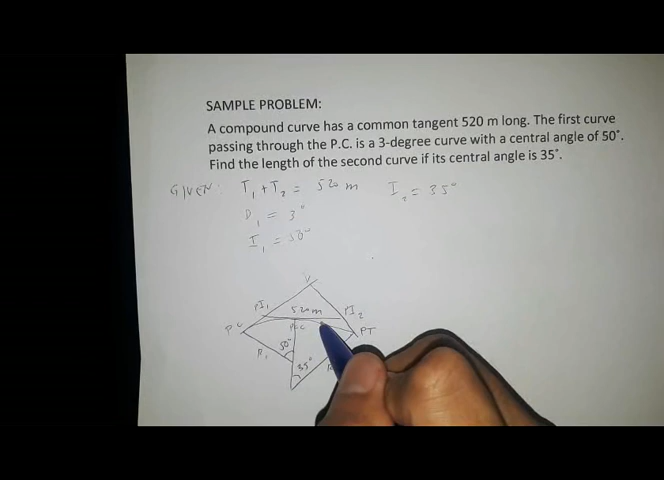 SAMPLE PROBLEM:
A compound curve has a common tangent 520 m long. The first curve
passing through the P.C. is a 3-degree curve with a central angle of 50°.
Find the length of the second curve if its central angle is 35°.
GIVEN: T₁ + T₂ = 520 m I₂ = 35°
D₁ = 3°
I₁ = 50°
V
PI₁ 520m PI₂
PC PCC PT
R₁ 50°
35° R